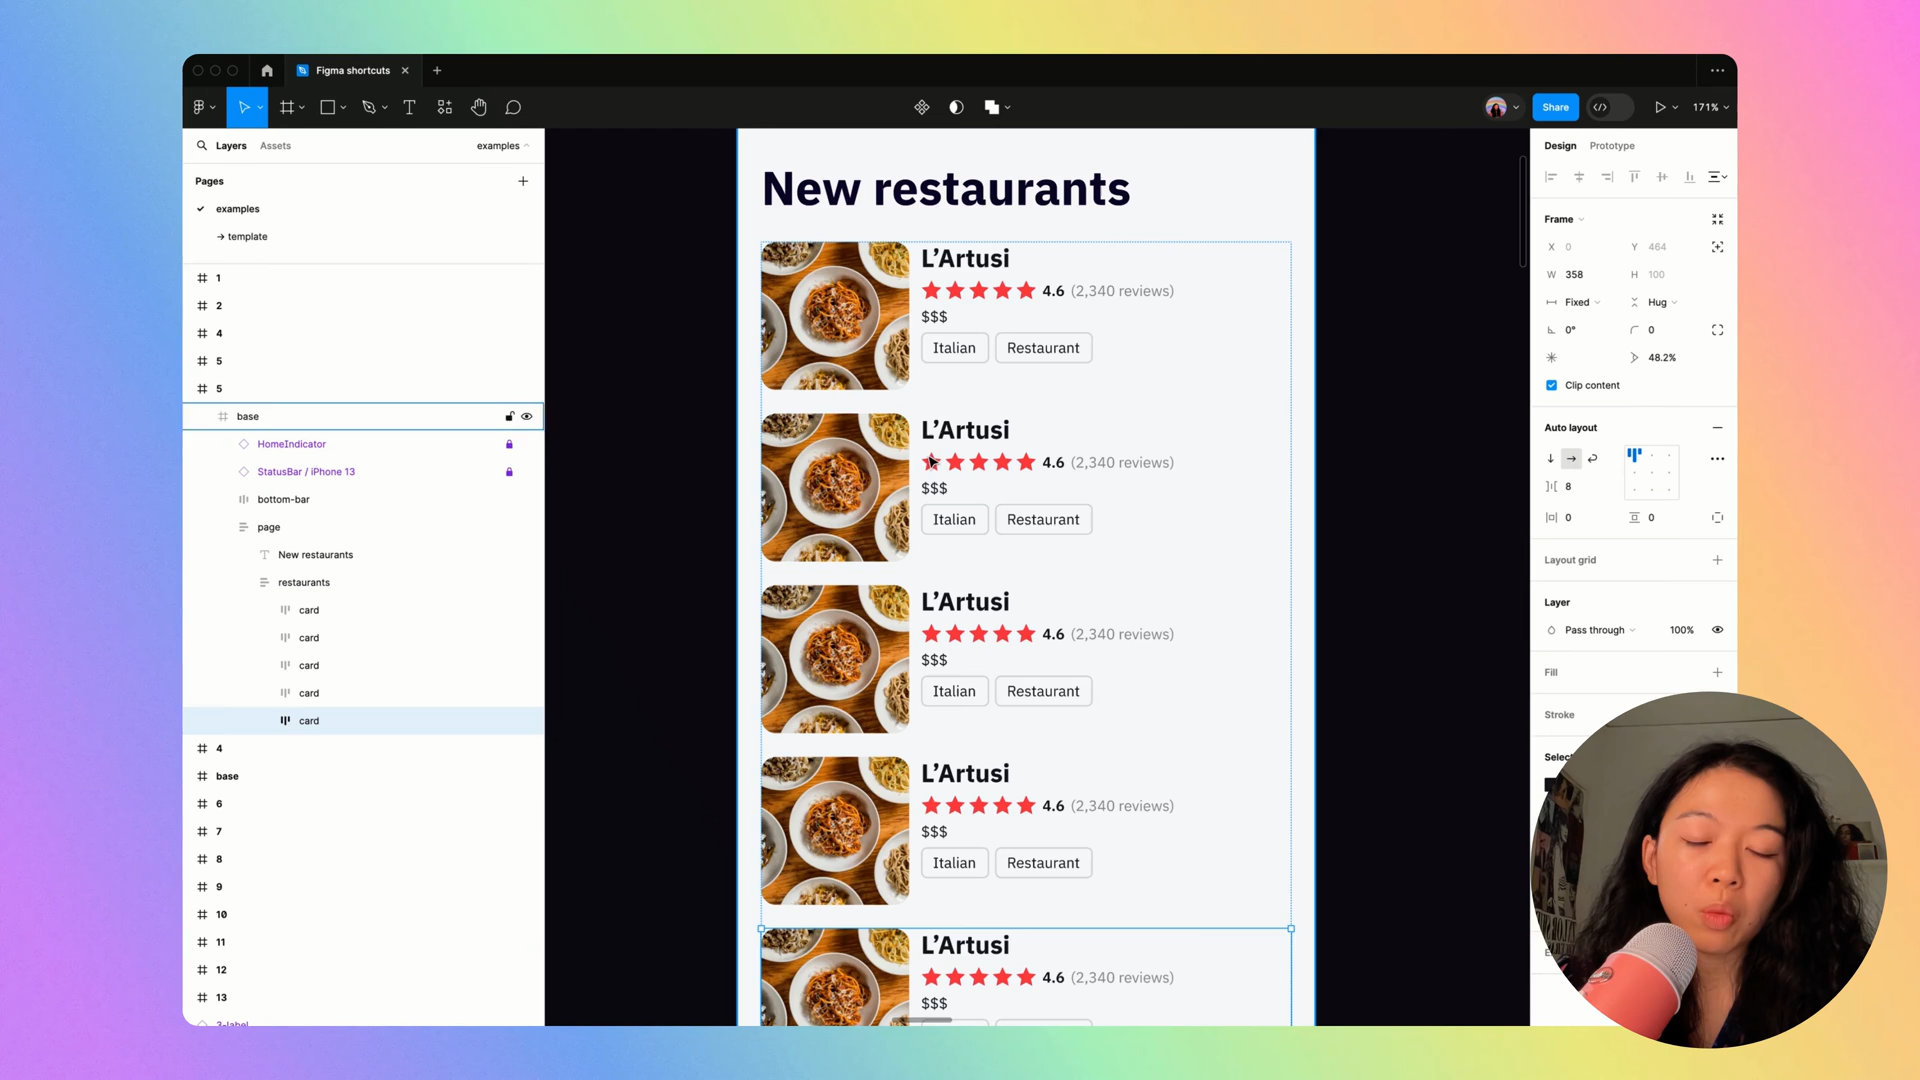 Figma shortcuts
Share
171%
Layers
Assets
examples
Pages
examples
→ template
1
2
4
5
5
base
HomeIndicator
StatusBar / iPhone 13
bottom-bar
page
New restaurants
restaurants
card
card
card
card
card
4
base
6
7
8
9
10
11
12
13
3-label
New restaurants
L’Artusi
4.6 (2,340 reviews)
$$$
Italian
Restaurant
L’Artusi
4.6 (2,340 reviews)
$$$
Italian
Restaurant
L’Artusi
4.6 (2,340 reviews)
$$$
Italian
Restaurant
L’Artusi
4.6 (2,340 reviews)
$$$
Italian
Restaurant
L’Artusi
4.6 (2,340 reviews)
$$$
Design
Prototype
Frame
X 0
Y 464
W 358
H 100
Fixed
Hug
0°
0
48.2%
Clip content
Auto layout
8
0
0
Layout grid
Layer
Pass through
100%
Fill
Stroke